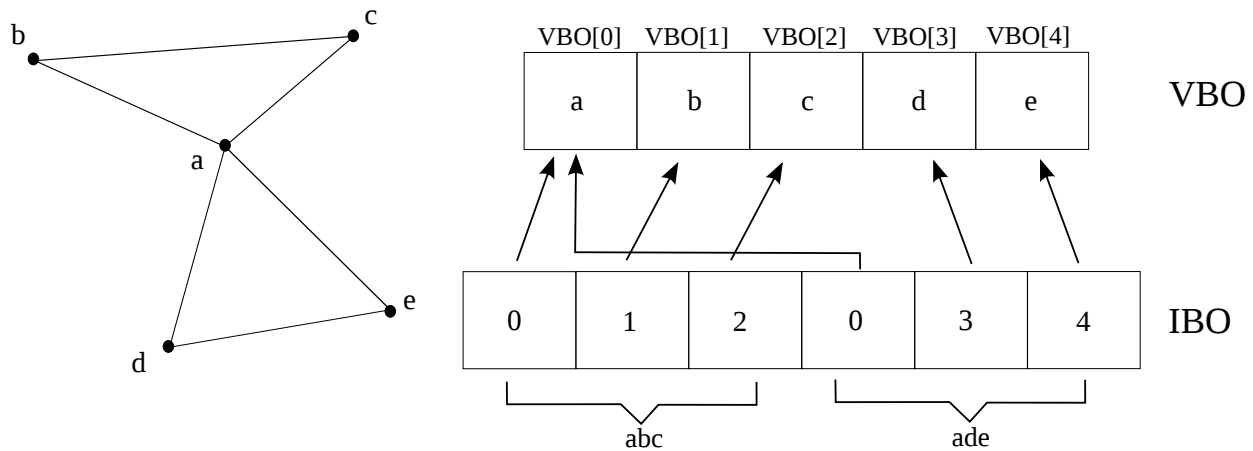 b
c
a
d
e
VBO[0] VBO[1] VBO[2] VBO[3] VBO[4]
a b c d e
VBO
0 1 2 0 3 4
IBO
abc
ade